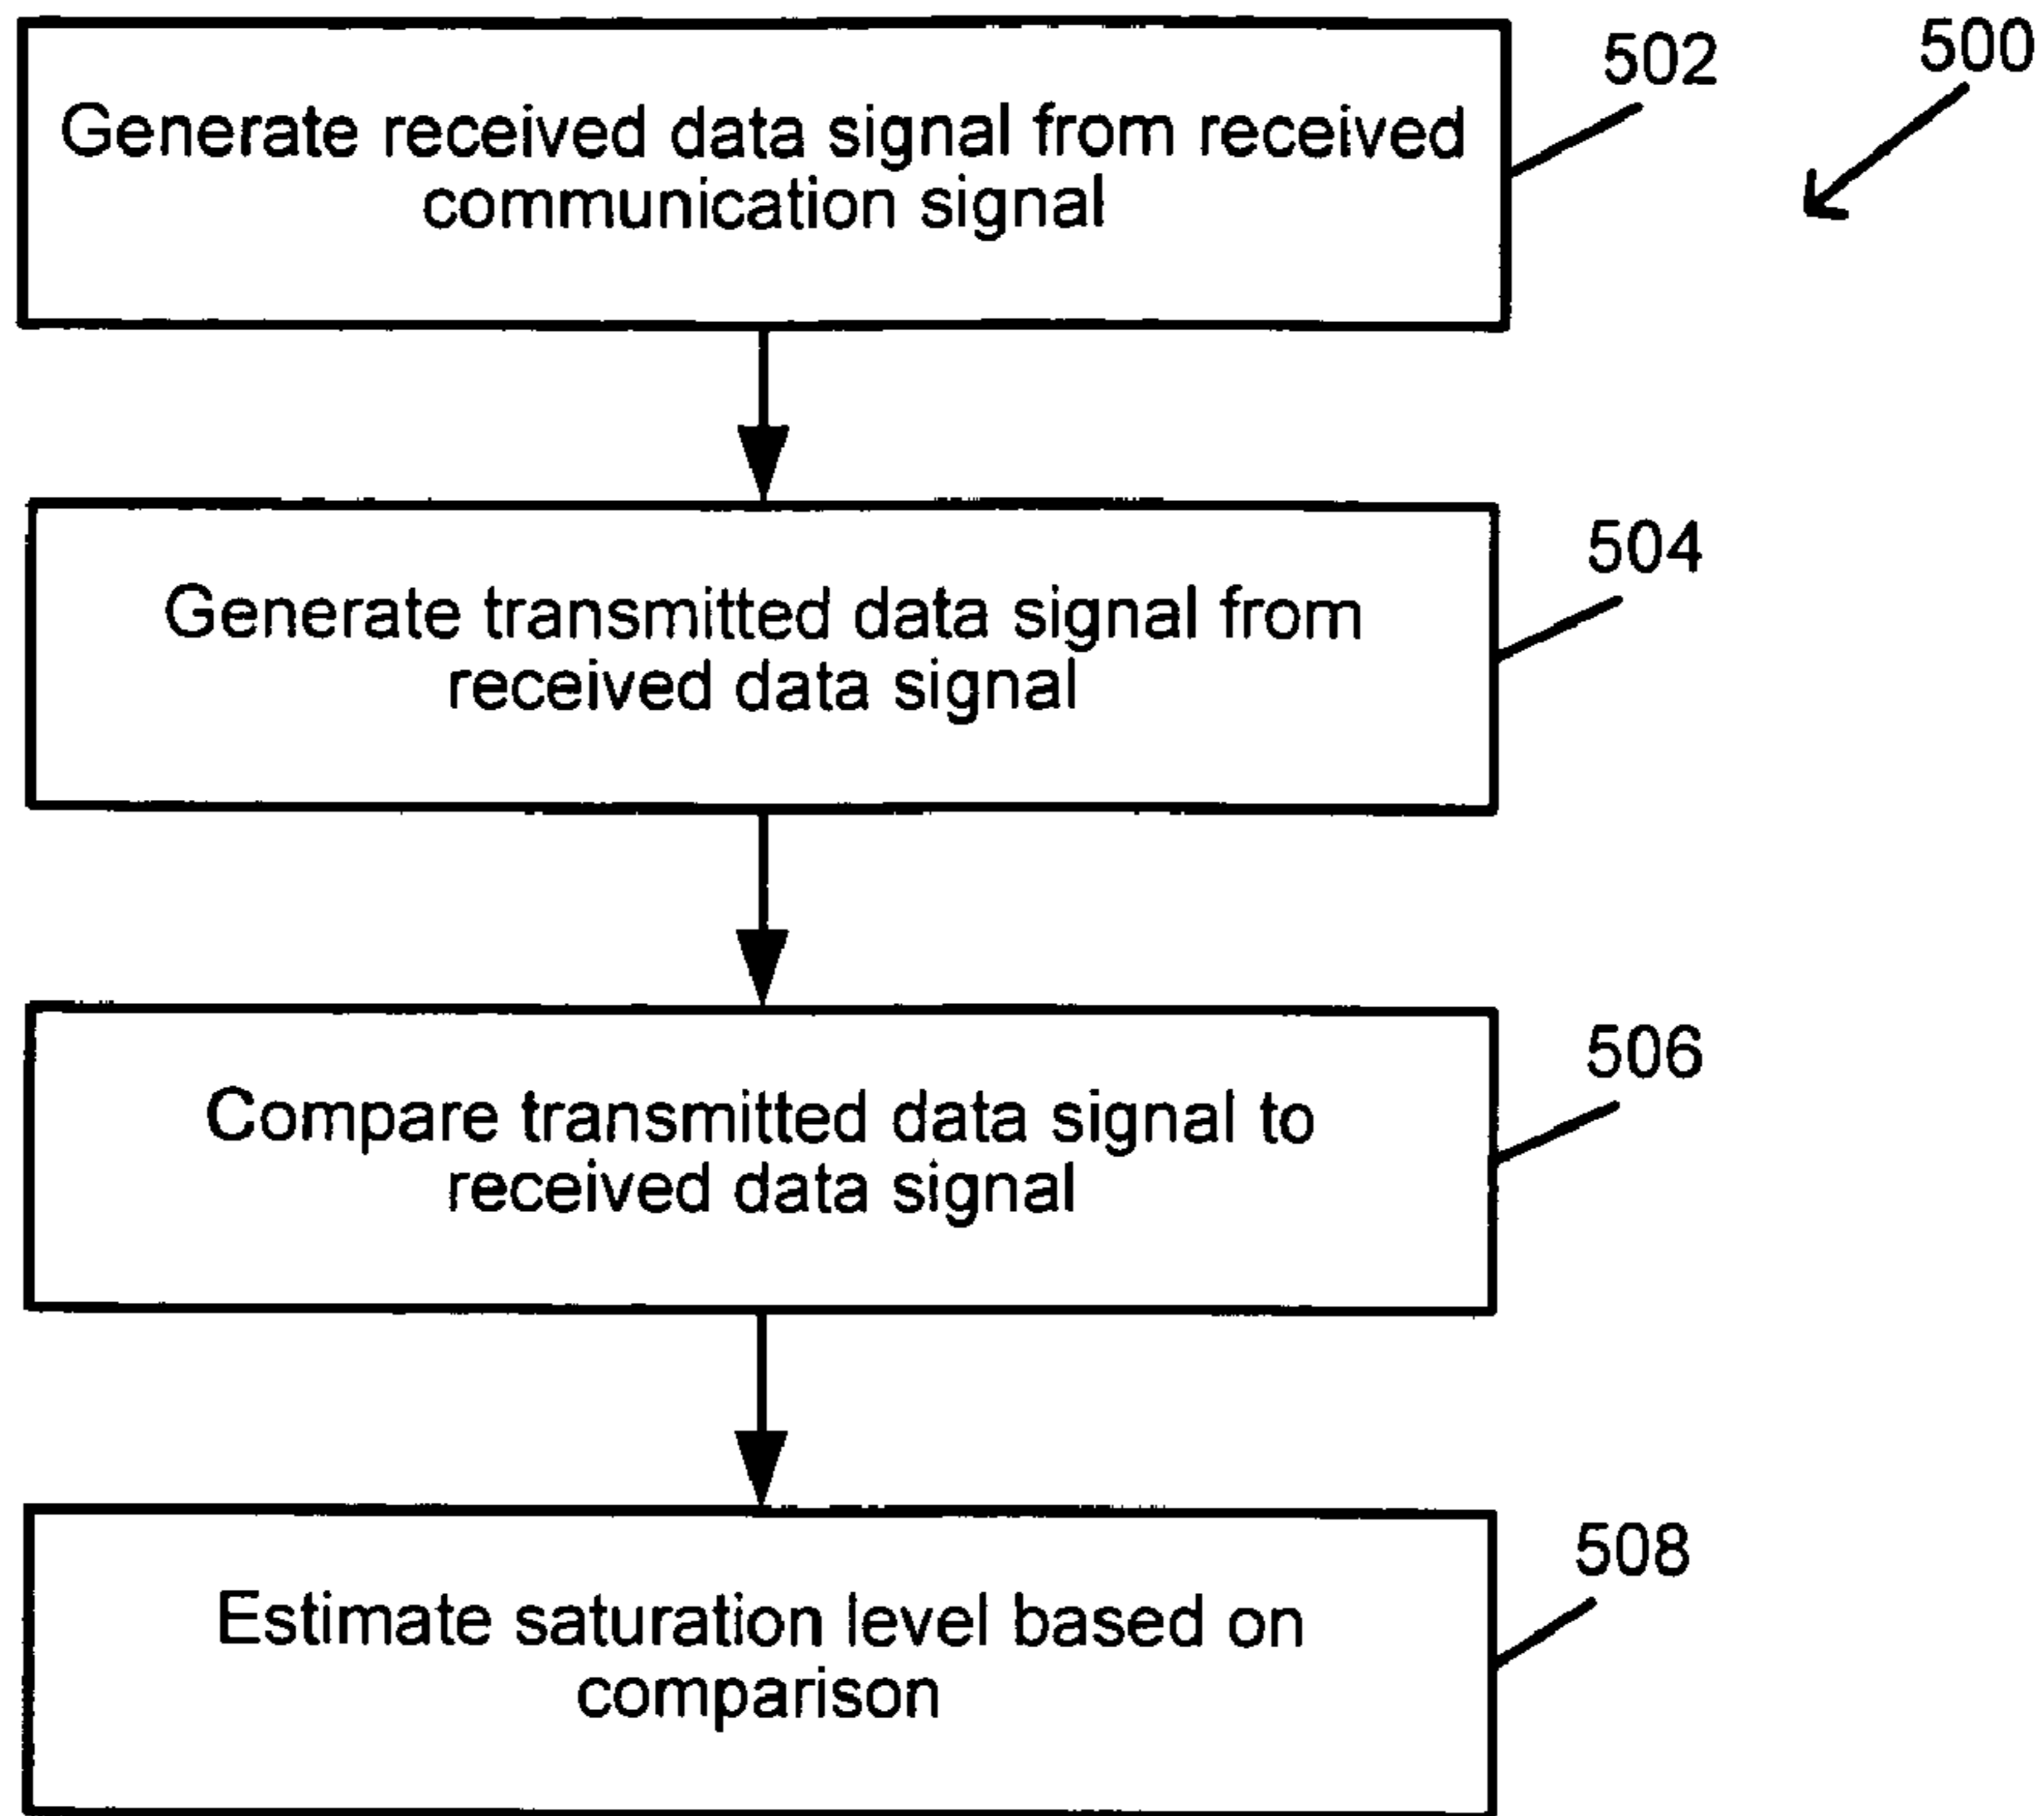 500
502
Generate received data signal from received
communication signal
504
Generate transmitted data signal from
received data signal
506
Compare transmitted data signal to
received data signal
508
Estimate saturation level based on
comparison